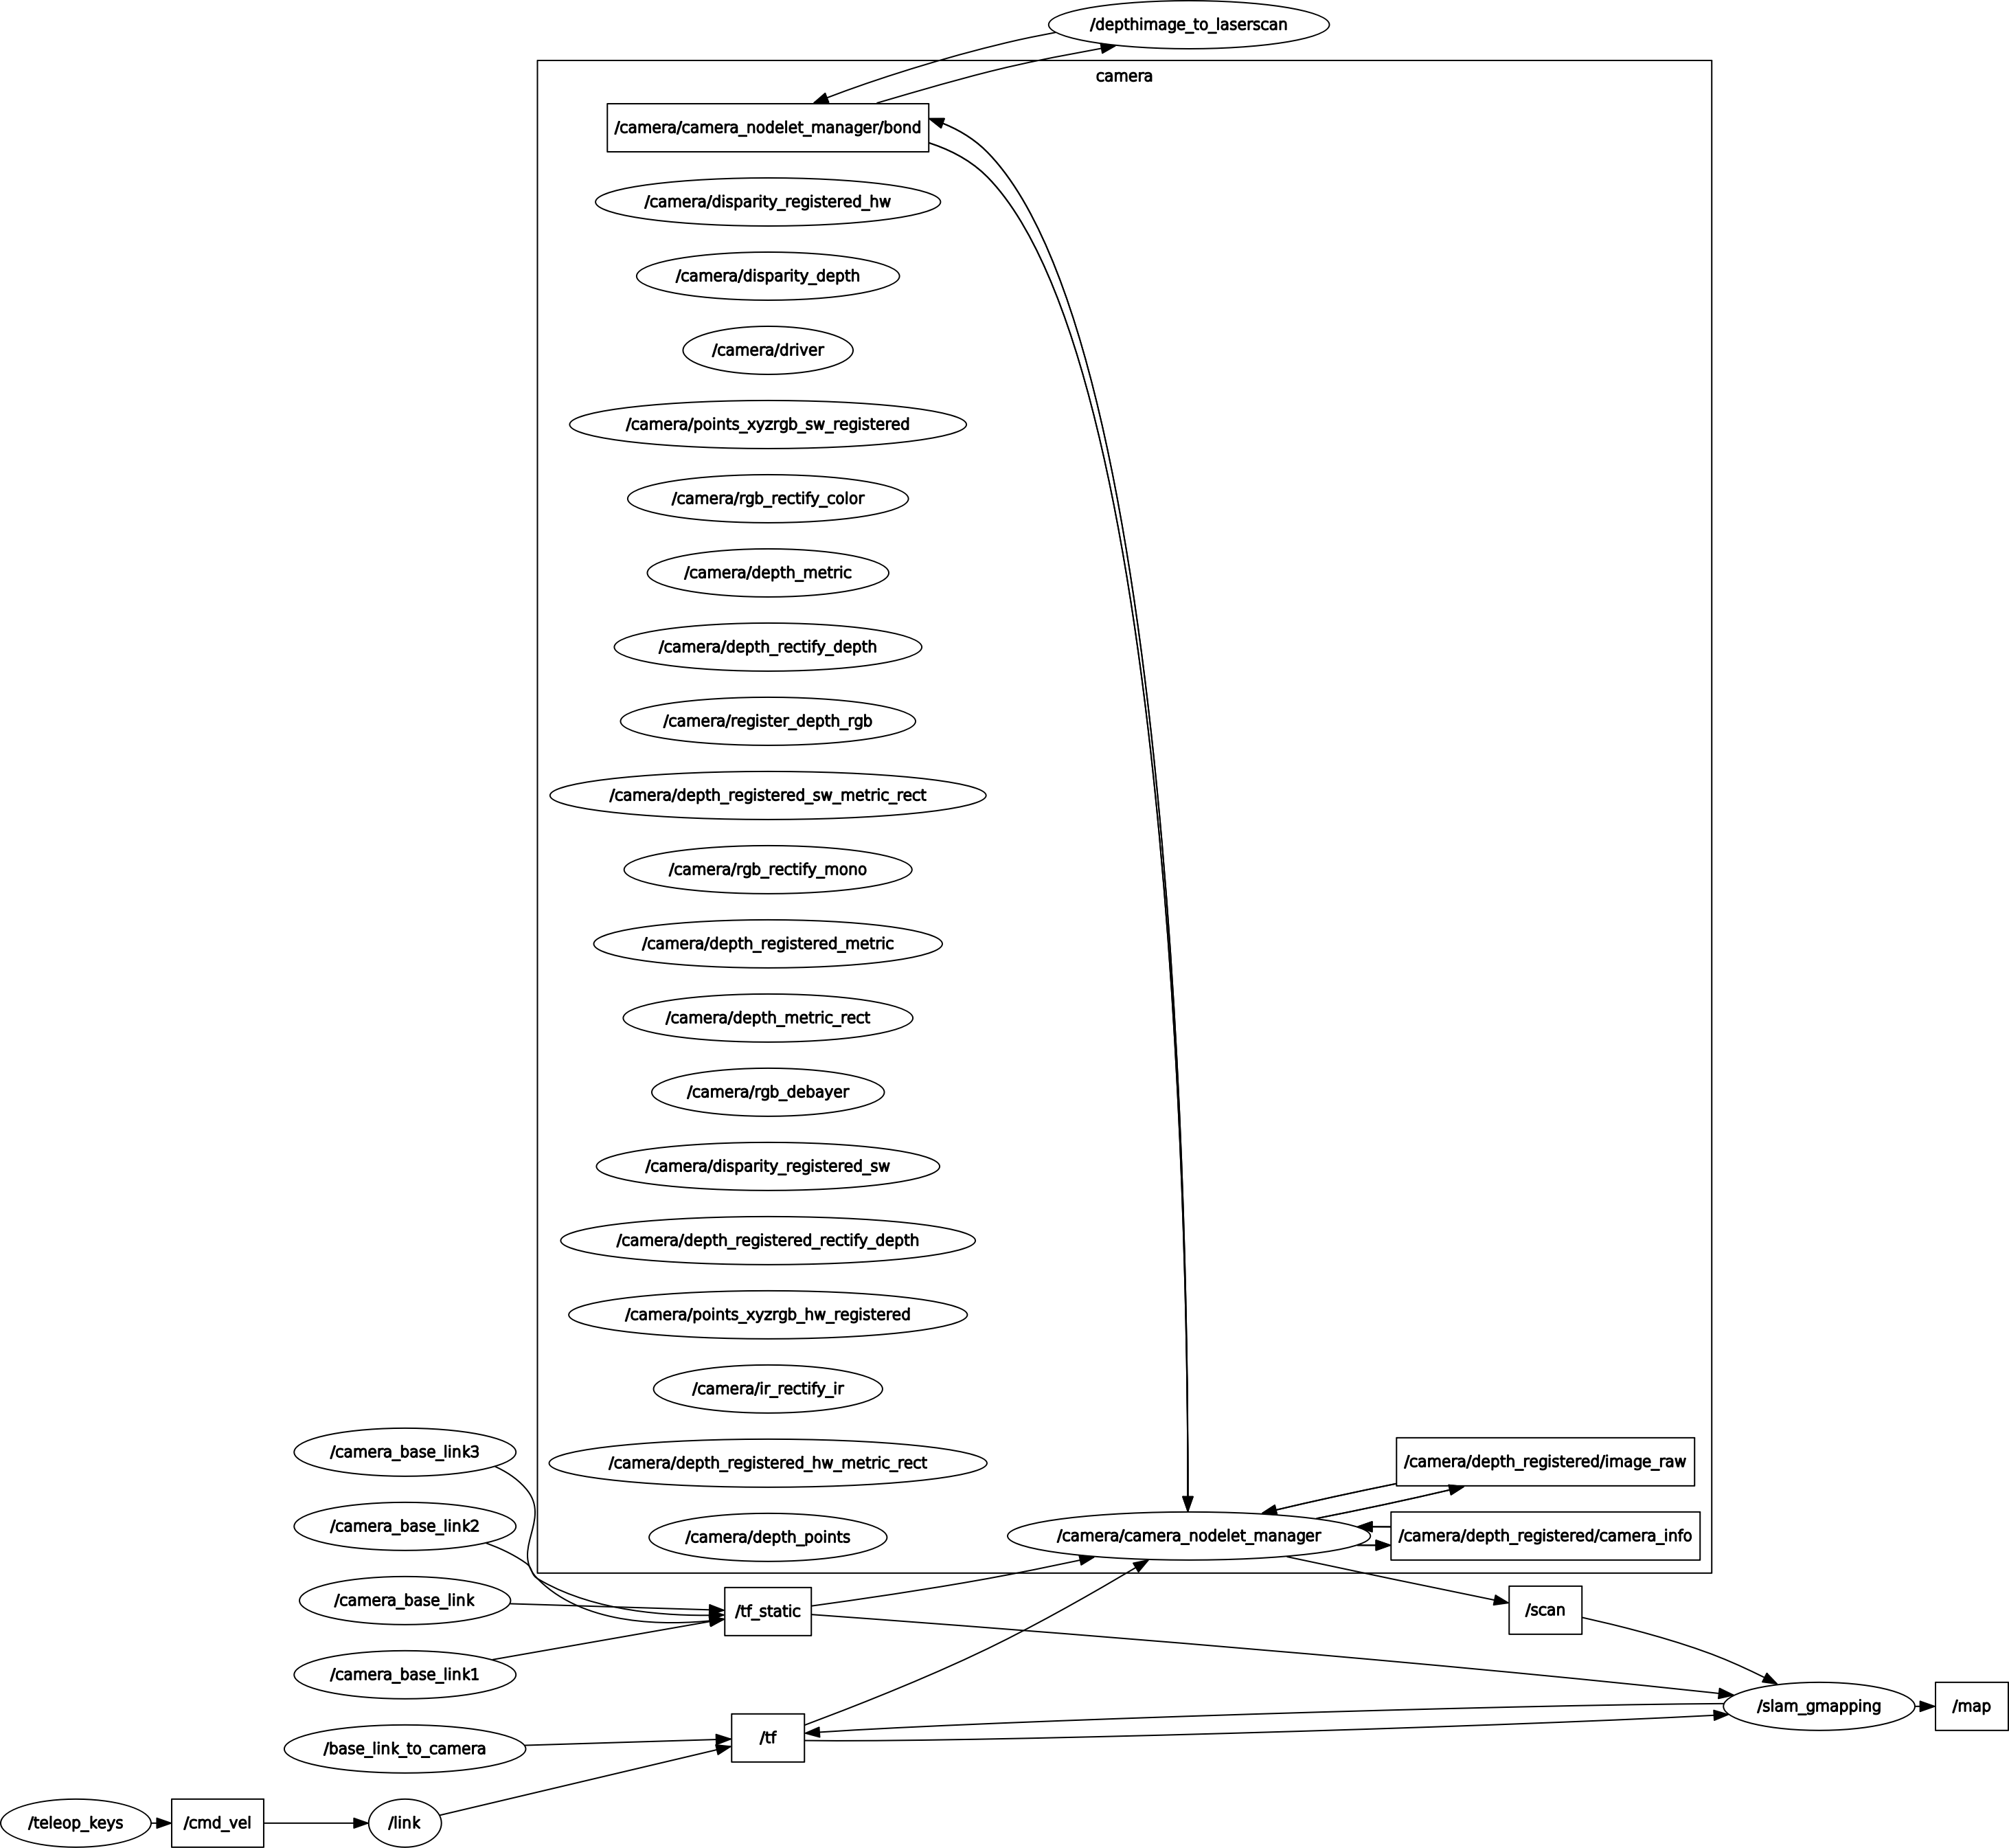 /depthimage_to_laserscan
camera
/camera/camera_nodelet_manager/bond
/camera/disparity_registered_hw
/camera/disparity_depth
/camera/driver
/camera/points_xyzrgb_sw_registered
/camera/rgb_rectify_color
/camera/depth_metric
/camera/depth_rectify_depth
/camera/register_depth_rgb
/camera/depth_registered_sw_metric_rect
/camera/rgb_rectify_mono
/camera/depth_registered_metric
/camera/depth_metric_rect
/camera/rgb_debayer
/camera/disparity_registered_sw
/camera/depth_registered_rectify_depth
/camera/points_xyzrgb_hw_registered
/camera/ir_rectify_ir
/camera_base_link3
/camera/depth_registered_hw_metric_rect
/camera/depth_registered/image_raw
/camera_base_link2
/camera/depth_points
/camera/camera_nodelet_manager
/camera/depth_registered/camera_info
/camera_base_link
/tf_static
/scan
/camera_base_link1
/slam_gmapping
/map
/base_link_to_camera
/tf
/teleop_keys
/cmd_vel
/link